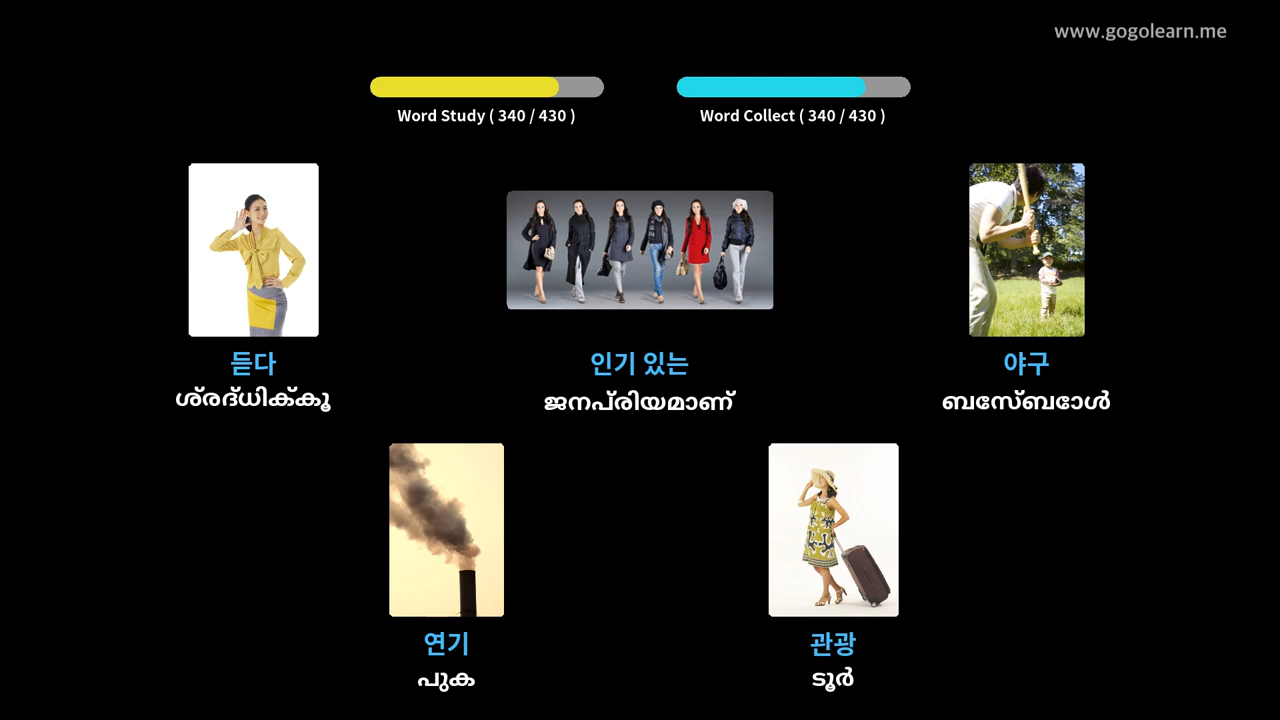 www.gogolearn.me
Word Study ( 340 / 430 )
Word Collect ( 340 / 430 )
듣다
ശ്രദ്ധിക്കൂ
인기 있는
ജനപ്രിയമാണ്
야구
ബേസ്ബോൾ
연기
പുക
관광
ടൂർ